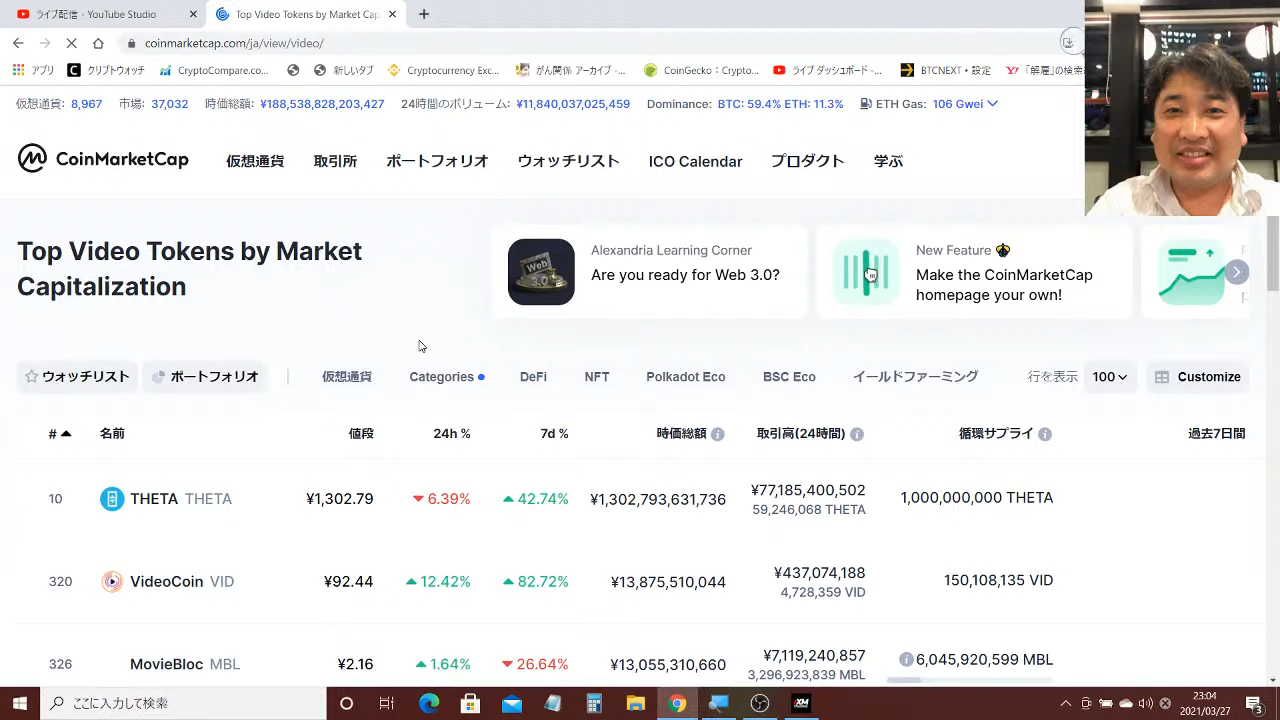 ライブ配信 - YouTube Studio
Top Video Tokens by Market Cap
coinmarketcap.com/ja/view/video/
アプリ
クリプトウォッチ
CryptoCompare.co...
新しいタブ
Cryptocurrency Exc...
がん関係アーカイブ - ...
CoinGecko : Crypto...
ライブダッシュボード - ...
BTCNEXT • 設定
「解雇」の検索
仮想通貨: 8,967 市場: 37,032 時価総額: ¥188,538,828,203,427 24時間のボリューム: ¥11,840,037,025,459 Dominance: BTC: 59.4% ETH: 11.3% ETH Gas: 106 Gwei
CoinMarketCap 仮想通貨 取引所 ポートフォリオ ウォッチリスト ICO Calendar プロダクト 学ぶ
Top Video Tokens by Market
Capitalization
Alexandria Learning Corner
Are you ready for Web 3.0?
New Feature
Make the CoinMarketCap
homepage your own!
ウォッチリスト ポートフォリオ 仮想通貨 Categories DeFi NFT Polkadot Eco BSC Eco イールドファーミング 行を表示 100 Customize
# 名前 値段 24h % 7d % 時価総額 取引高(24時間) 循環サプライ 過去7日間
10 THETA THETA ¥1,302.79 6.39% 42.74% ¥1,302,793,631,736 ¥77,185,400,502 1,000,000,000 THETA
59,246,068 THETA
320 VideoCoin VID ¥92.44 12.42% 82.72% ¥13,875,510,044 ¥437,074,188 150,108,135 VID
4,728,359 VID
326 MovieBloc MBL ¥2.16 1.64% 26.64% ¥13,055,310,660 ¥7,119,240,857 6,045,920,599 MBL
3,296,923,839 MBL
ここに入力して検索
23:04
2021/03/27
3